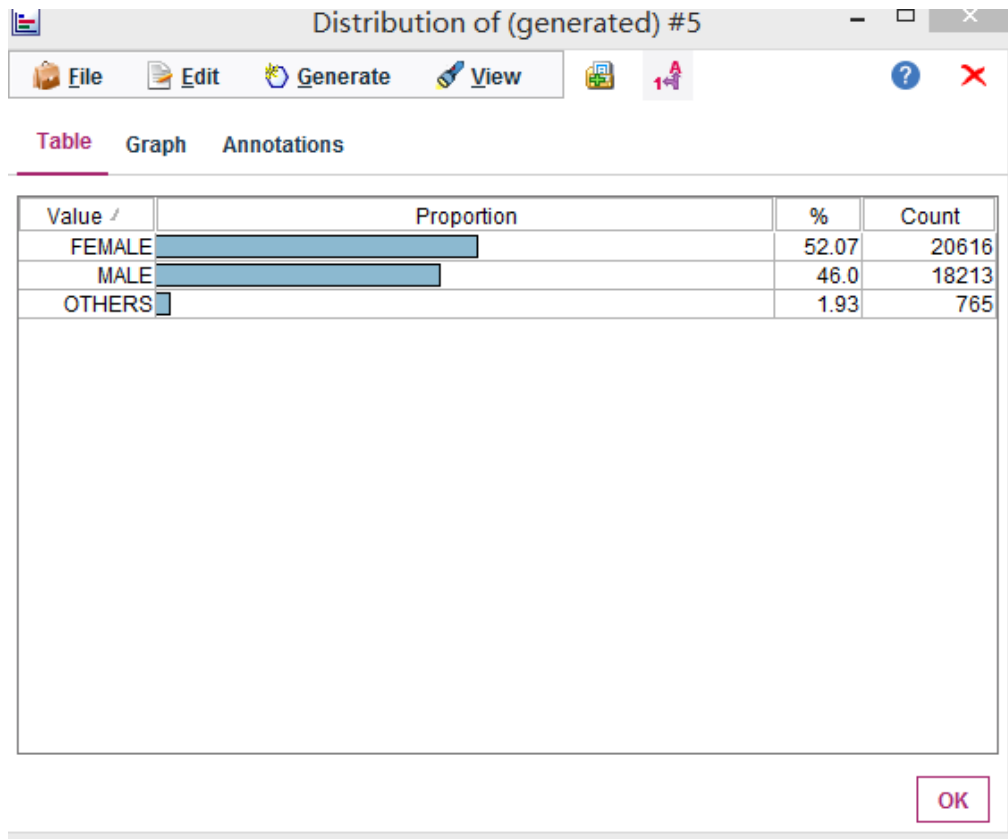 Distribution of (generated) #5
File Edit Generate View
Table Graph Annotations
Value Proportion % Count
FEMALE 52.07 20616
MALE 46.0 18213
OTHERS 1.93 765
OK